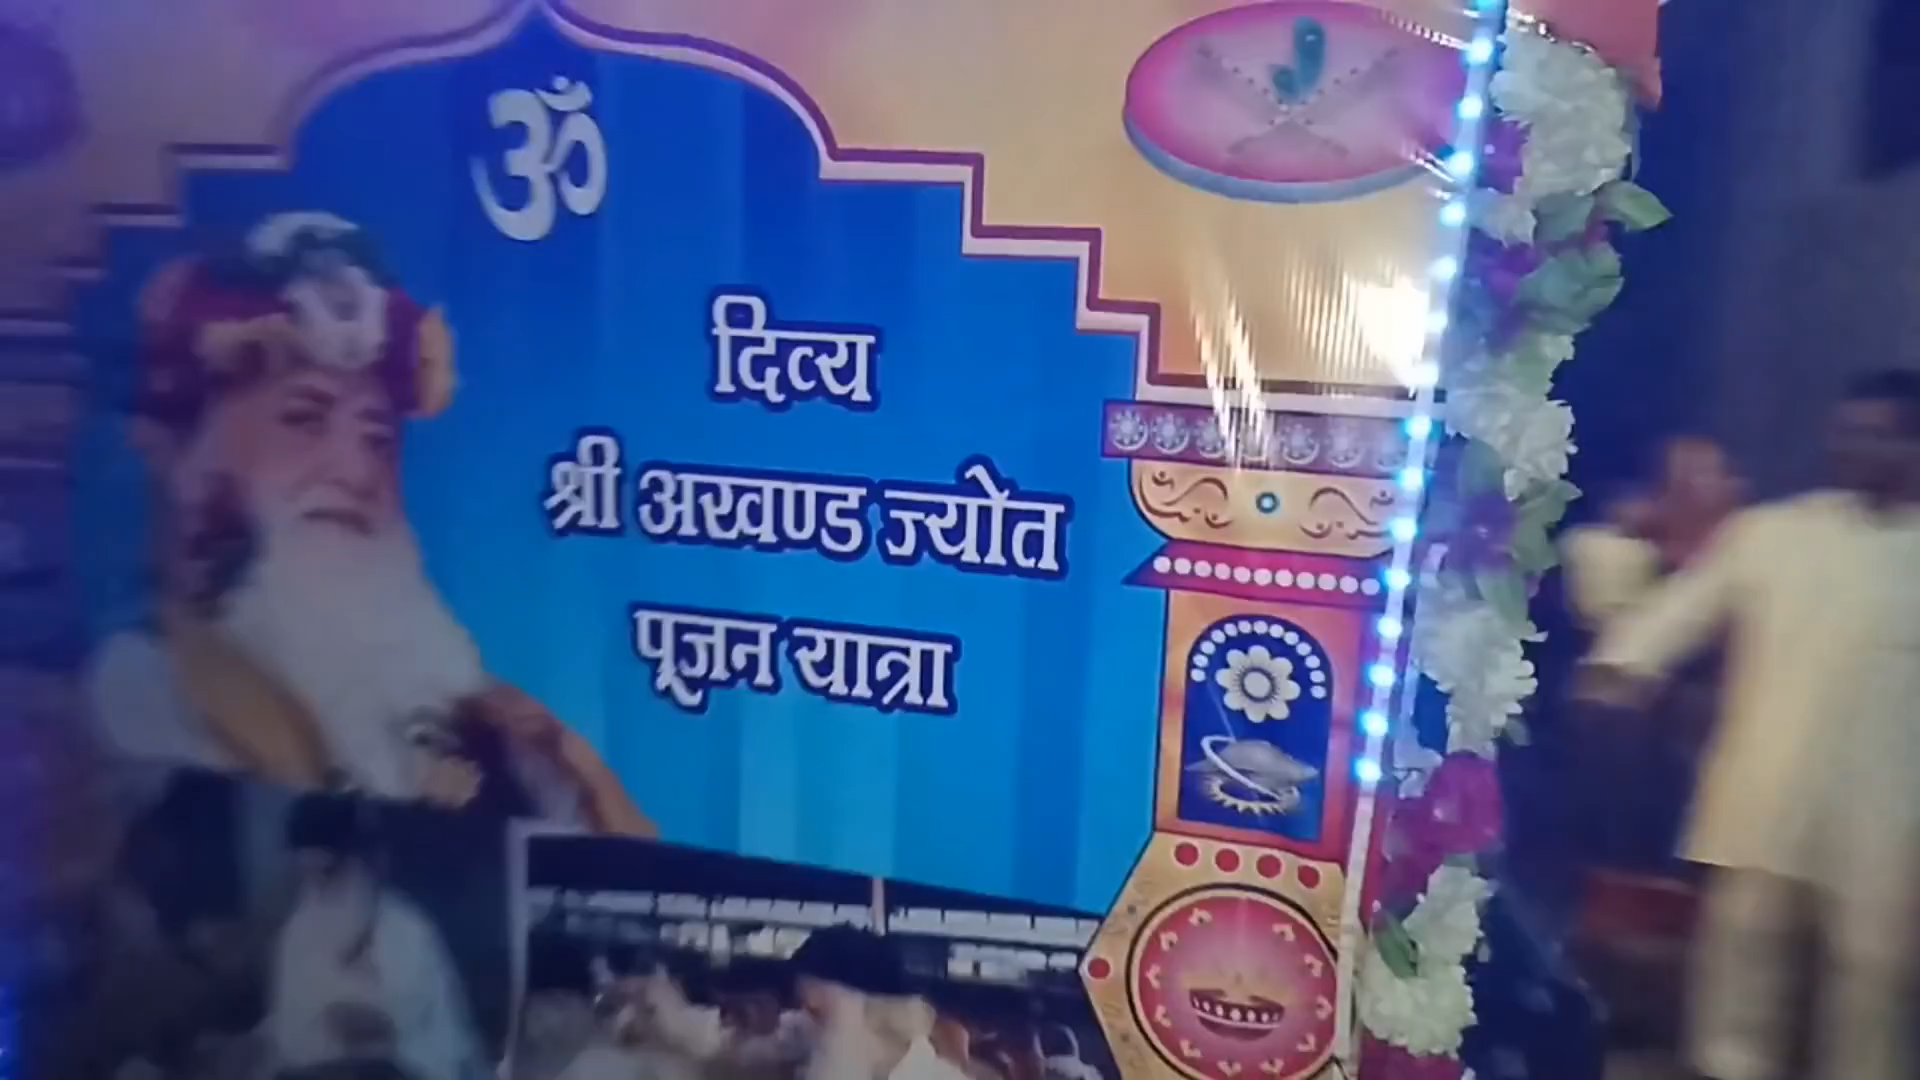 ॐ
दिव्य
श्री अखण्ड ज्योत
पूजन यात्रा